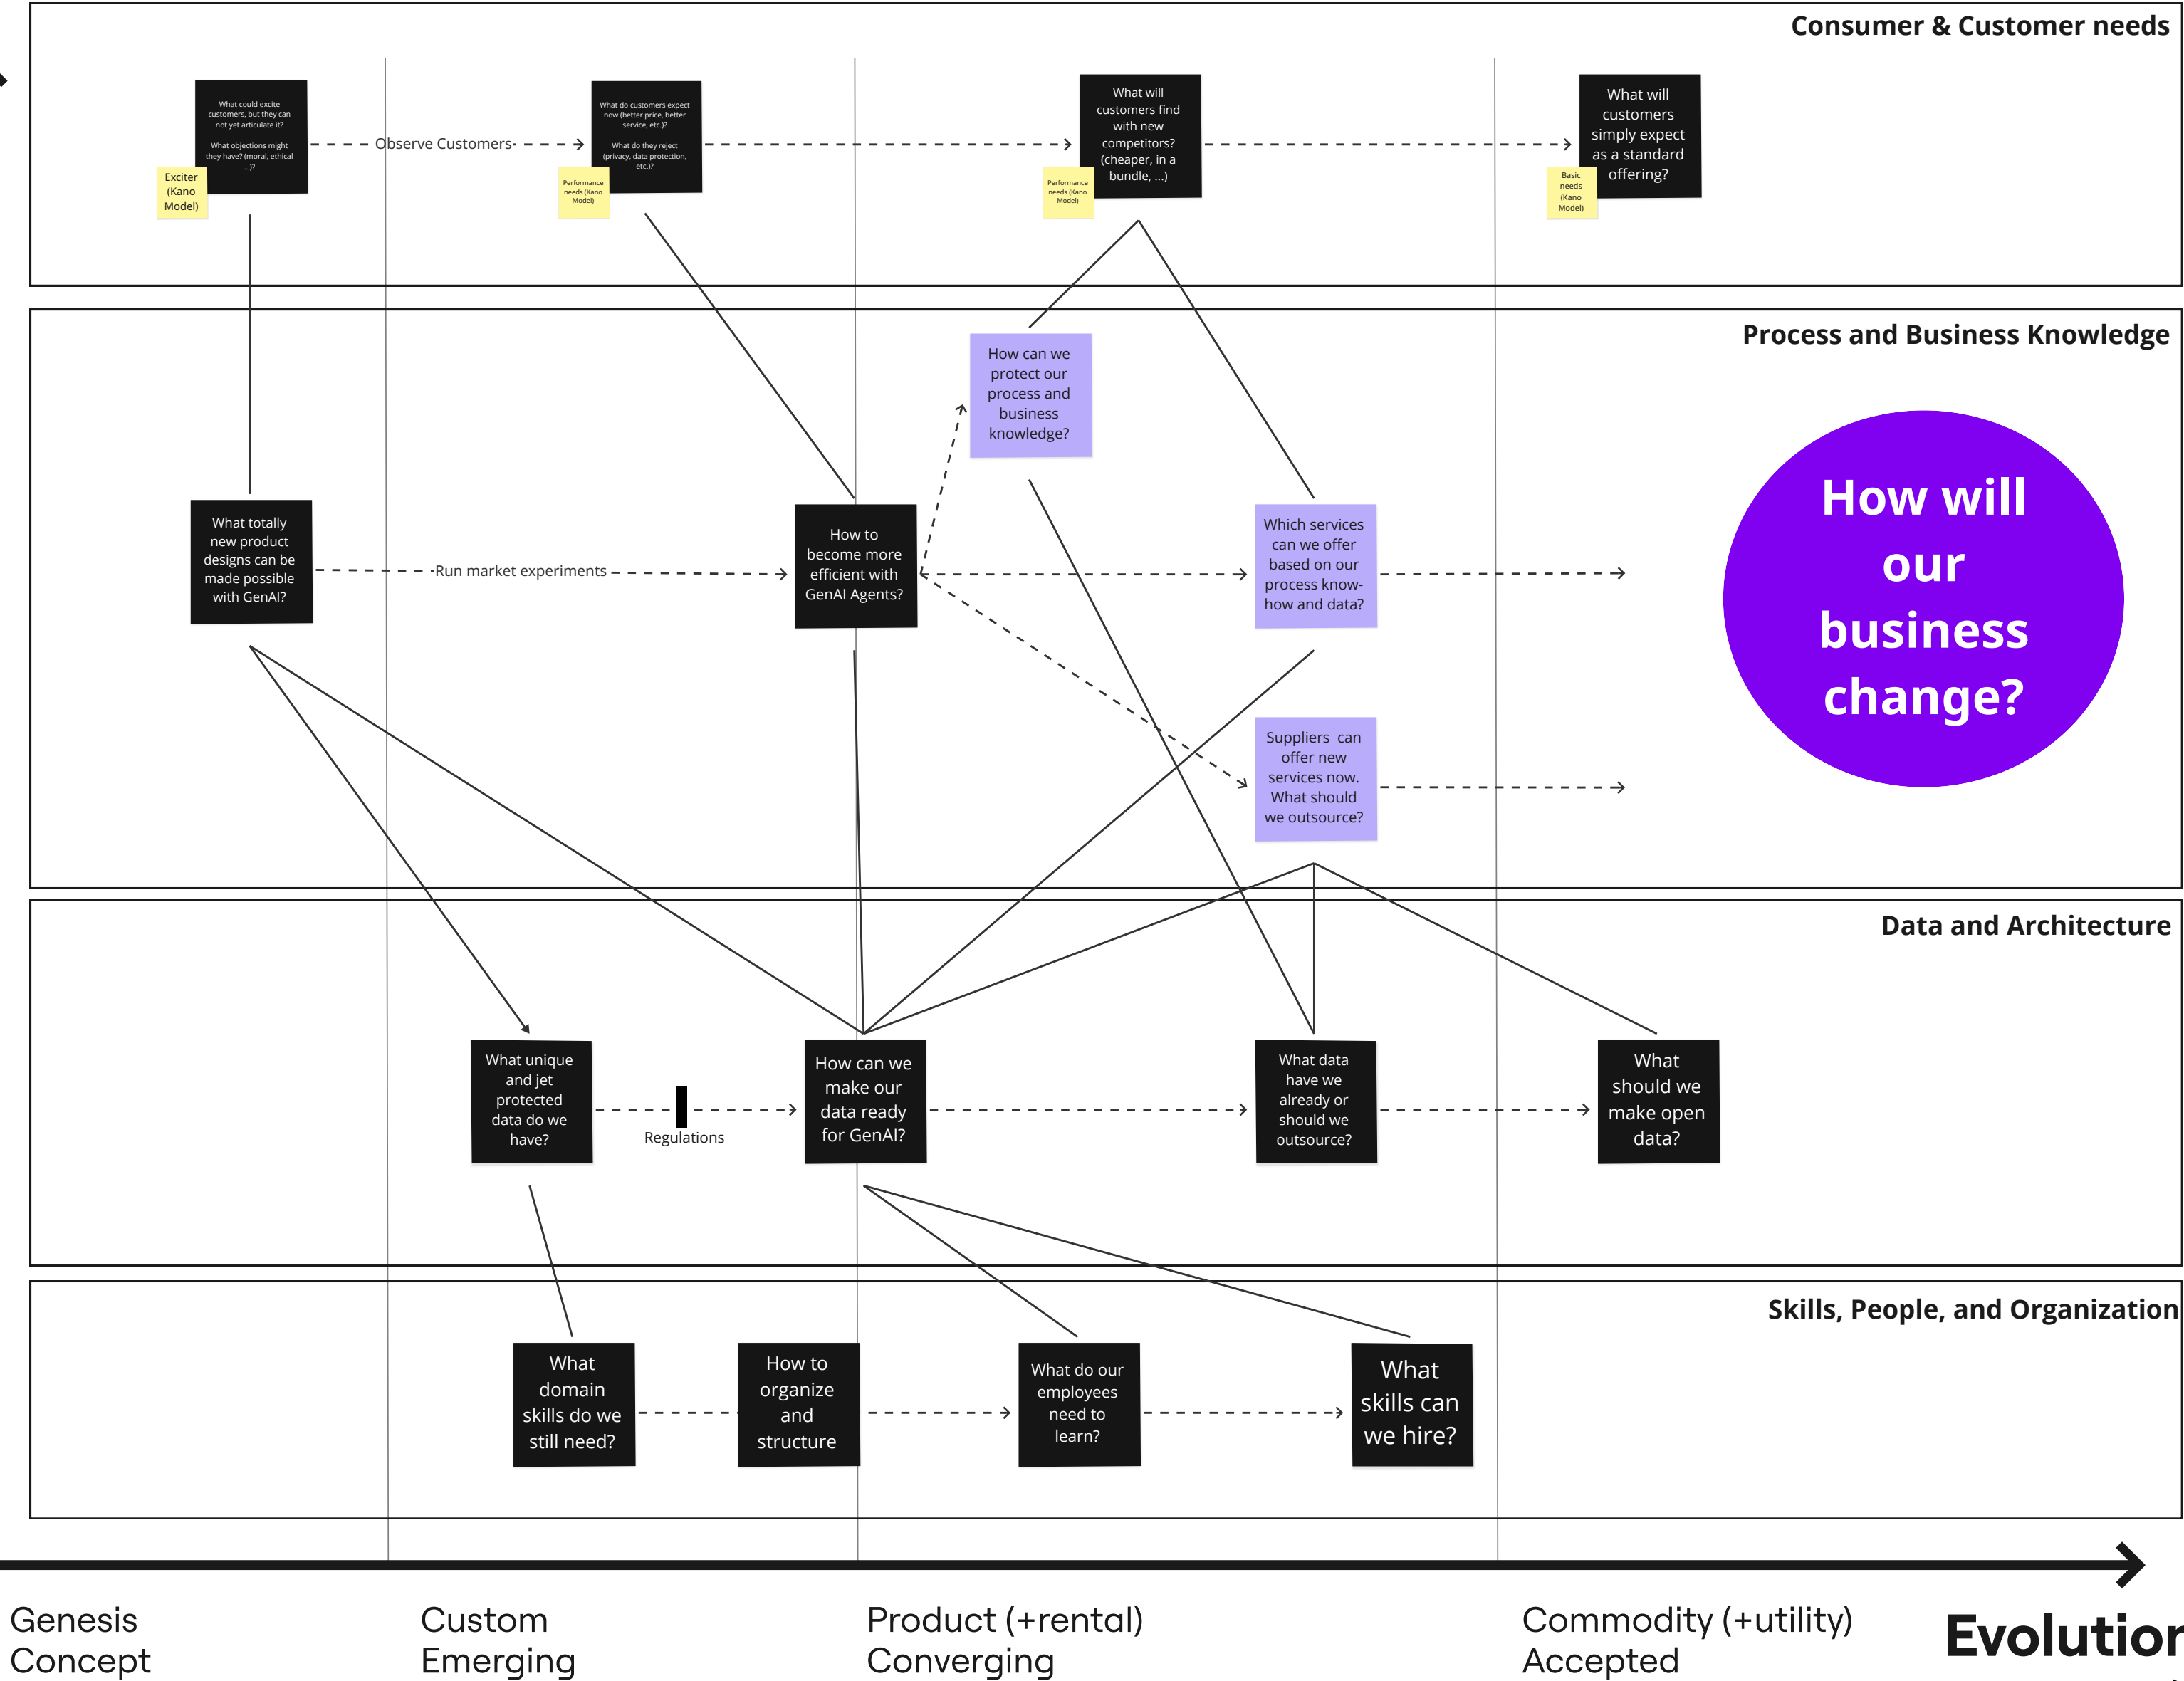 Consumer & Customer needs
What could excite
customers, but they can
not yet articulate it?
What objections might
they have? (moral, ethical
...)?
Exciter
(Kano
Model)
Observe Customers
What do customers expect
now (better price, better
service, etc.)?
What do they reject
(privacy, data protection,
etc.)?
Performance
needs (Kano
Model)
What will
customers find
with new
competitors?
(cheaper, in a
bundle, ...)
Performance
needs (Kano
Model)
What will
customers
simply expect
as a standard
offering?
Basic
needs
(Kano
Model)
Process and Business Knowledge
How can we
protect our
process and
business
knowledge?
What totally
new product
designs can be
made possible
with GenAI?
Run market experiments
How to
become more
efficient with
GenAI Agents?
Which services
can we offer
based on our
process know-
how and data?
Suppliers can
offer new
services now.
What should
we outsource?
How will
our
business
change?
Data and Architecture
What unique
and jet
protected
data do we
have?
Regulations
How can we
make our
data ready
for GenAI?
What data
have we
already or
should we
outsource?
What
should we
make open
data?
Skills, People, and Organization
What
domain
skills do we
still need?
How to
organize
and
structure
What do our
employees
need to
learn?
What
skills can
we hire?
Genesis
Concept
Custom
Emerging
Product (+rental)
Converging
Commodity (+utility)
Accepted
Evolution